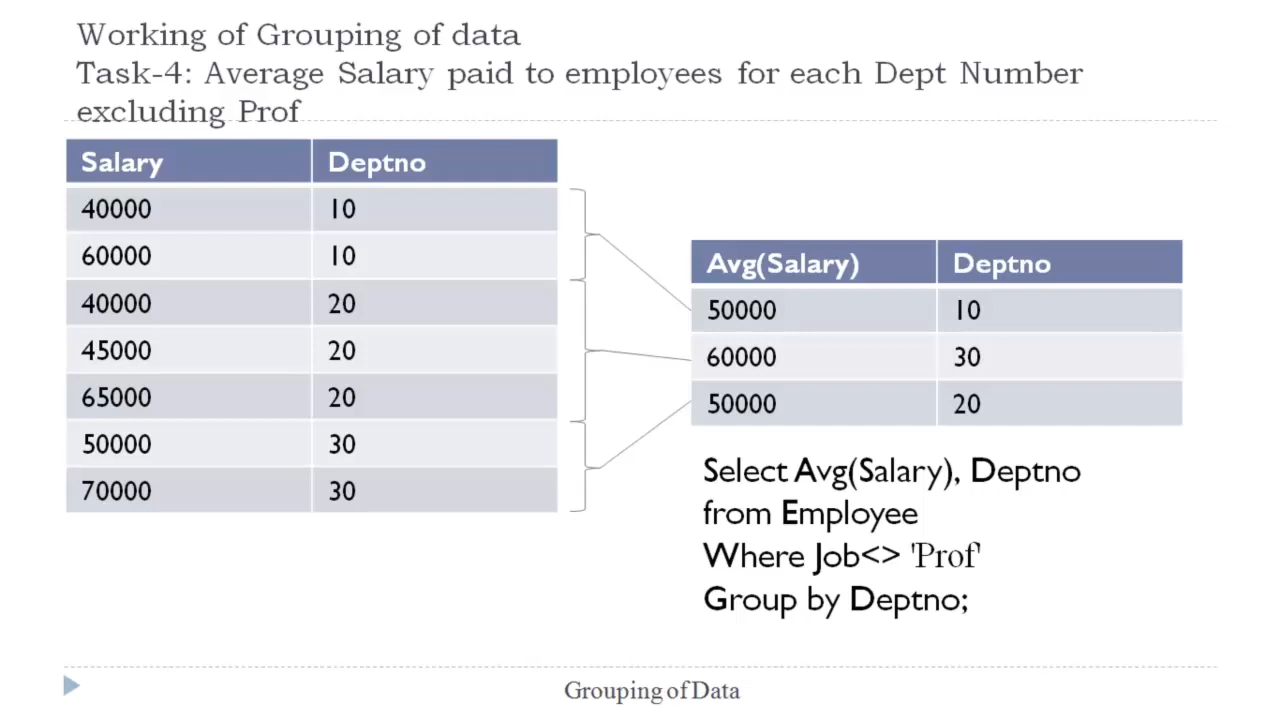 Working of Grouping of data
Task-4: Average Salary paid to employees for each Dept Number
excluding Prof
Salary Deptno
40000 10
60000 10
40000 20
45000 20
65000 20
50000 30
70000 30
Avg(Salary) Deptno
50000 10
60000 30
50000 20
Select Avg(Salary), Deptno
from Employee
Where Job<> 'Prof'
Group by Deptno;
Grouping of Data